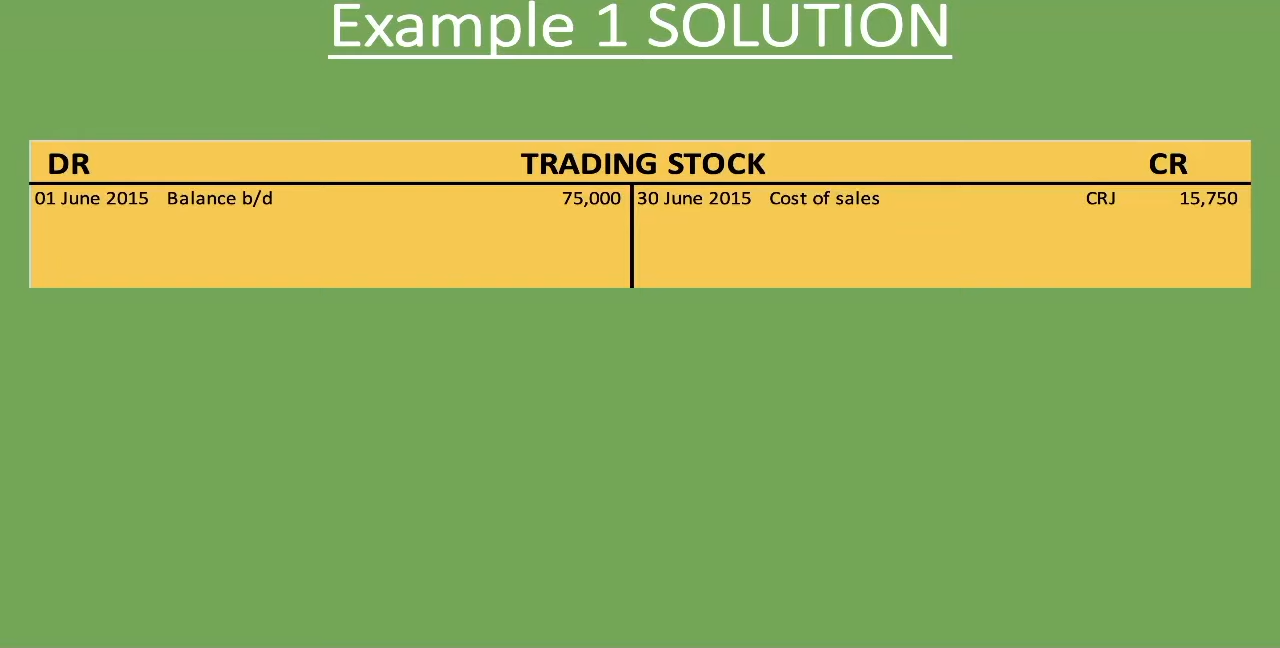 Example 1 SOLUTION
DR TRADING STOCK CR
01 June 2015 Balance b/d 75,000 30 June 2015 Cost of sales CRJ 15,750